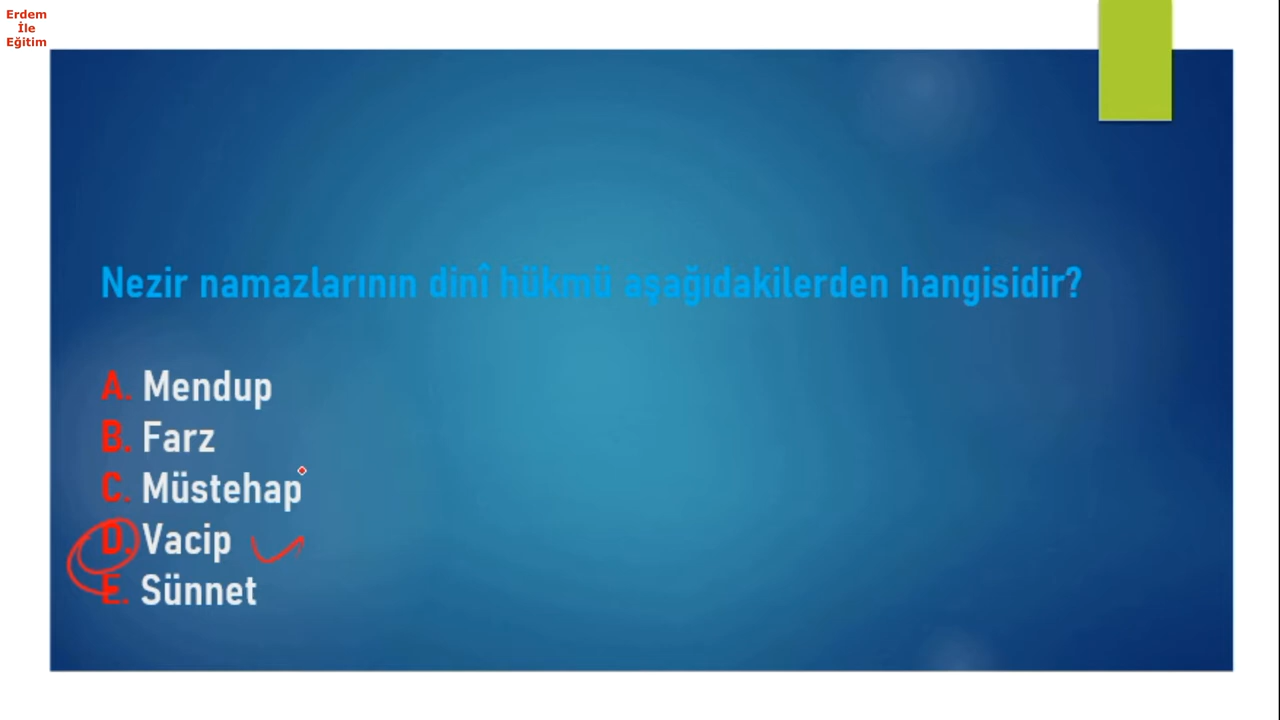 Erdem
İle
Eğitim
Nezir namazlarının dinî hükmü aşağıdakilerden hangisidir?
A. Mendup
B. Farz
C. Müstehap
D. Vacip
E. Sünnet